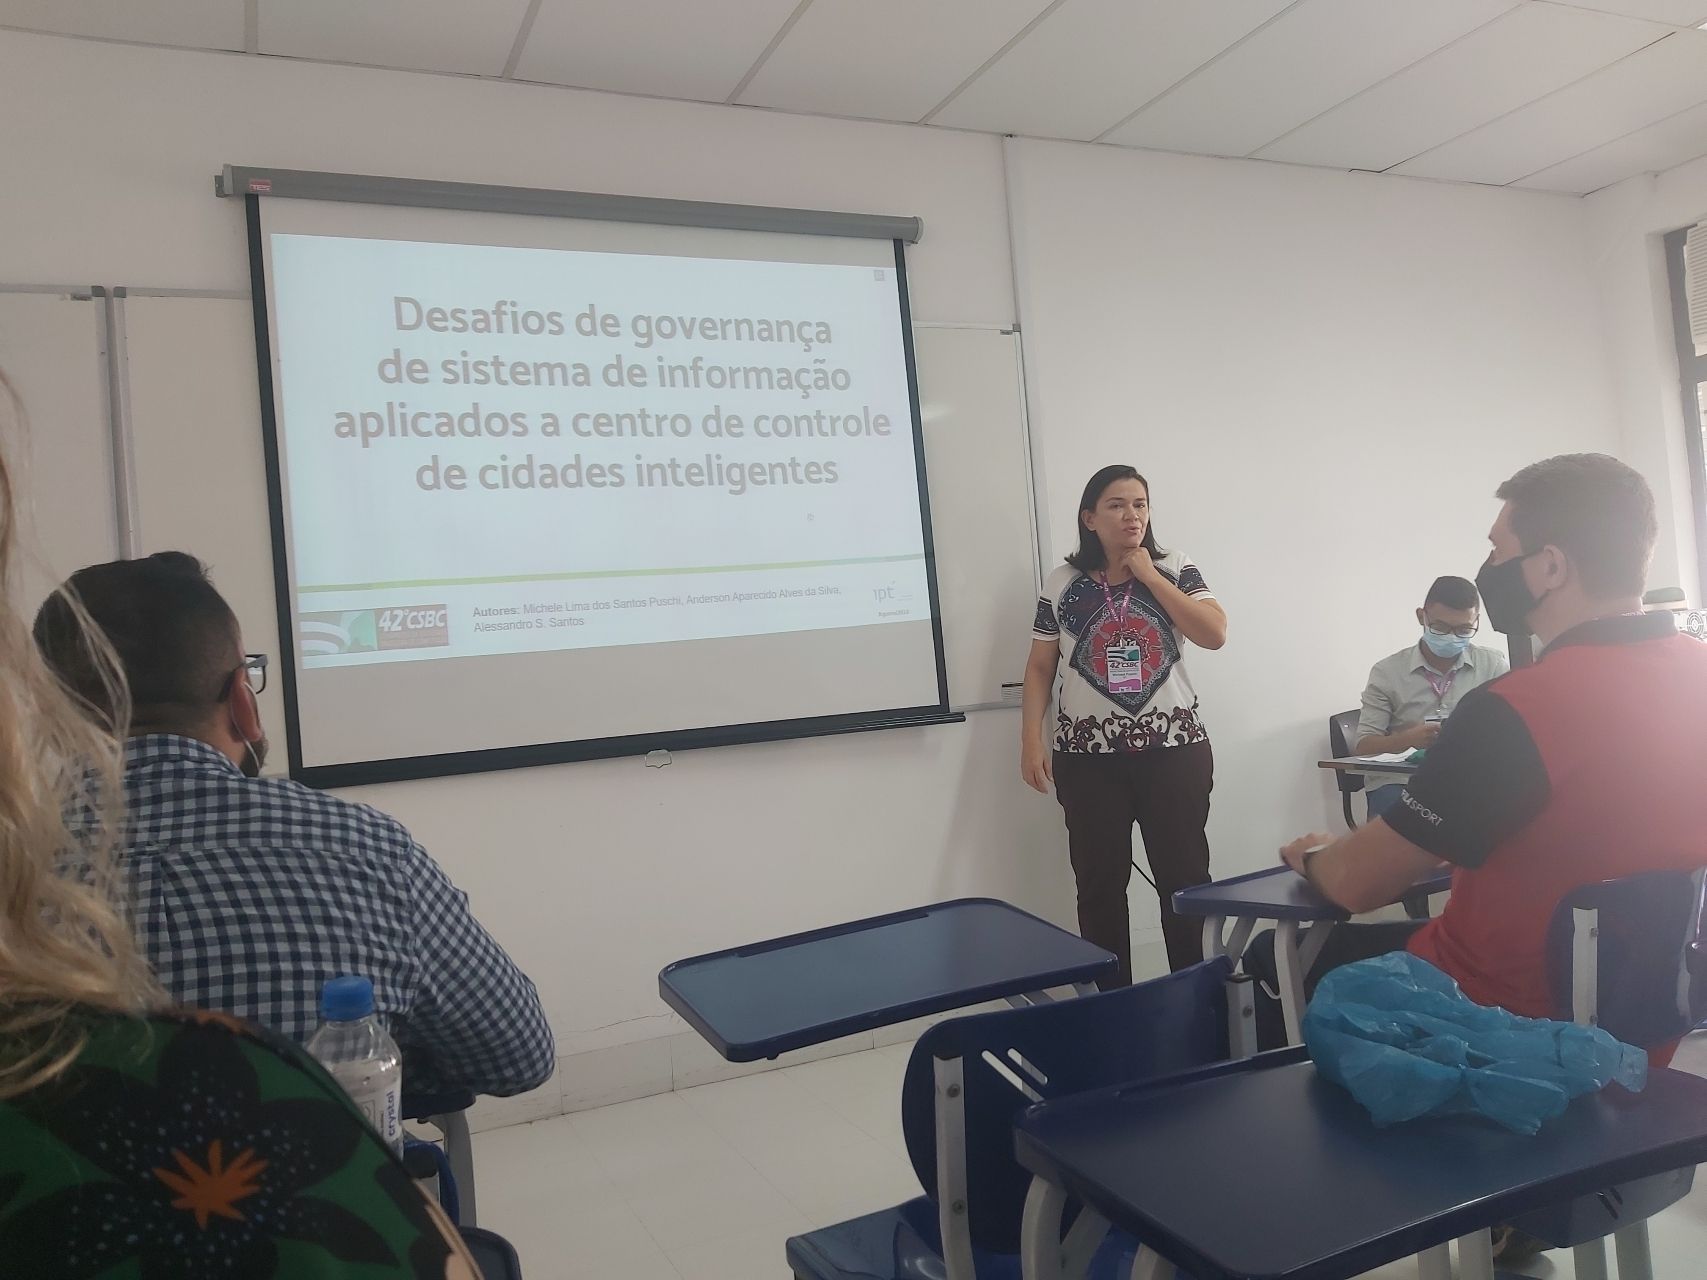 Desafios de governança
de sistema de informação
aplicados a centro de controle
de cidades inteligentes
42ºCSBC
Autores: Michele Lima dos Santos Puschi, Anderson Aparecido Alves da Silva,
Alessandro S. Santos
ipt
42ºCSBC
SPORT
crystal